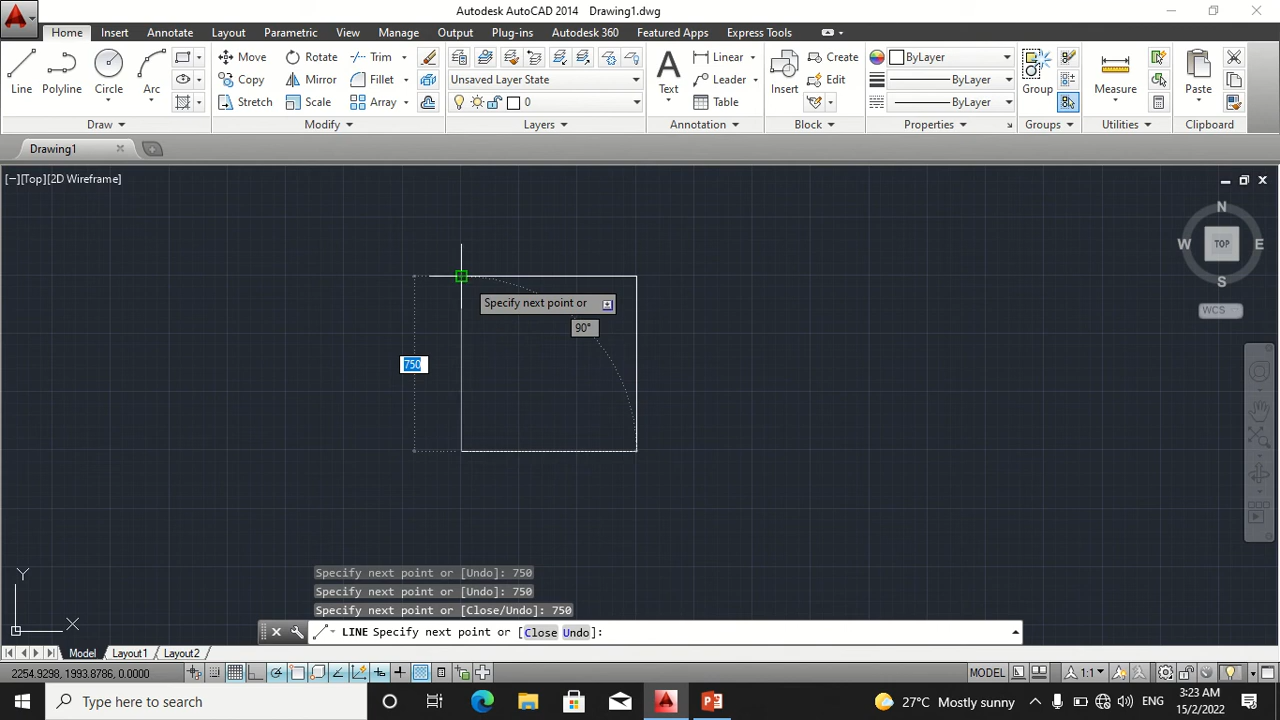 Autodesk AutoCAD 2014 Drawing1.dwg
Home Insert Annotate Layout Parametric View Manage Output Plug-ins Autodesk 360 Featured Apps Express Tools
Line Polyline Circle Arc
Move Rotate Trim
Copy Mirror Fillet
Stretch Scale Array
Unsaved Layer State
0
Text
Linear
Leader
Table
Insert
Create
Edit
ByLayer
ByLayer
ByLayer
Group
Measure
Paste
Draw Modify Layers Annotation Block Properties Groups Utilities Clipboard
Drawing1
[−][Top][2D Wireframe]
N
W TOP E
S
WCS
Specify next point or
90°
750
Specify next point or [Undo]: 750
Specify next point or [Undo]: 750
Specify next point or [Close/Undo]: 750
Y
X
LINE Specify next point or [Close Undo]:
Model Layout1 Layout2
2254.9298, 1993.8786, 0.0000
MODEL
1:1
Type here to search
27°C Mostly sunny
ENG
3:23 AM
15/2/2022